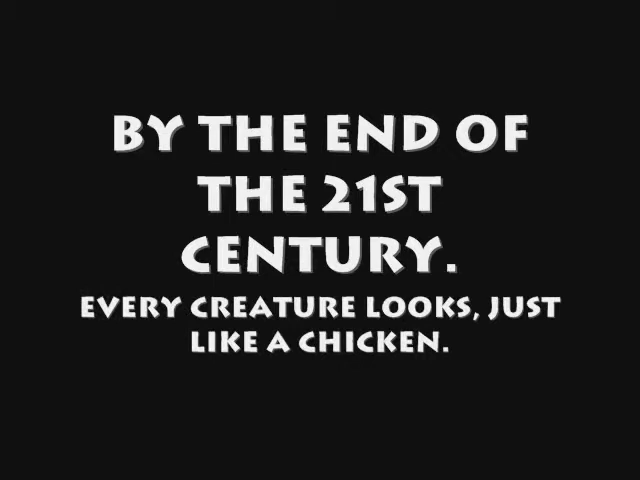 BY THE END OF
THE 21ST
CENTURY.
EVERY CREATURE LOOKS, JUST
LIKE A CHICKEN.